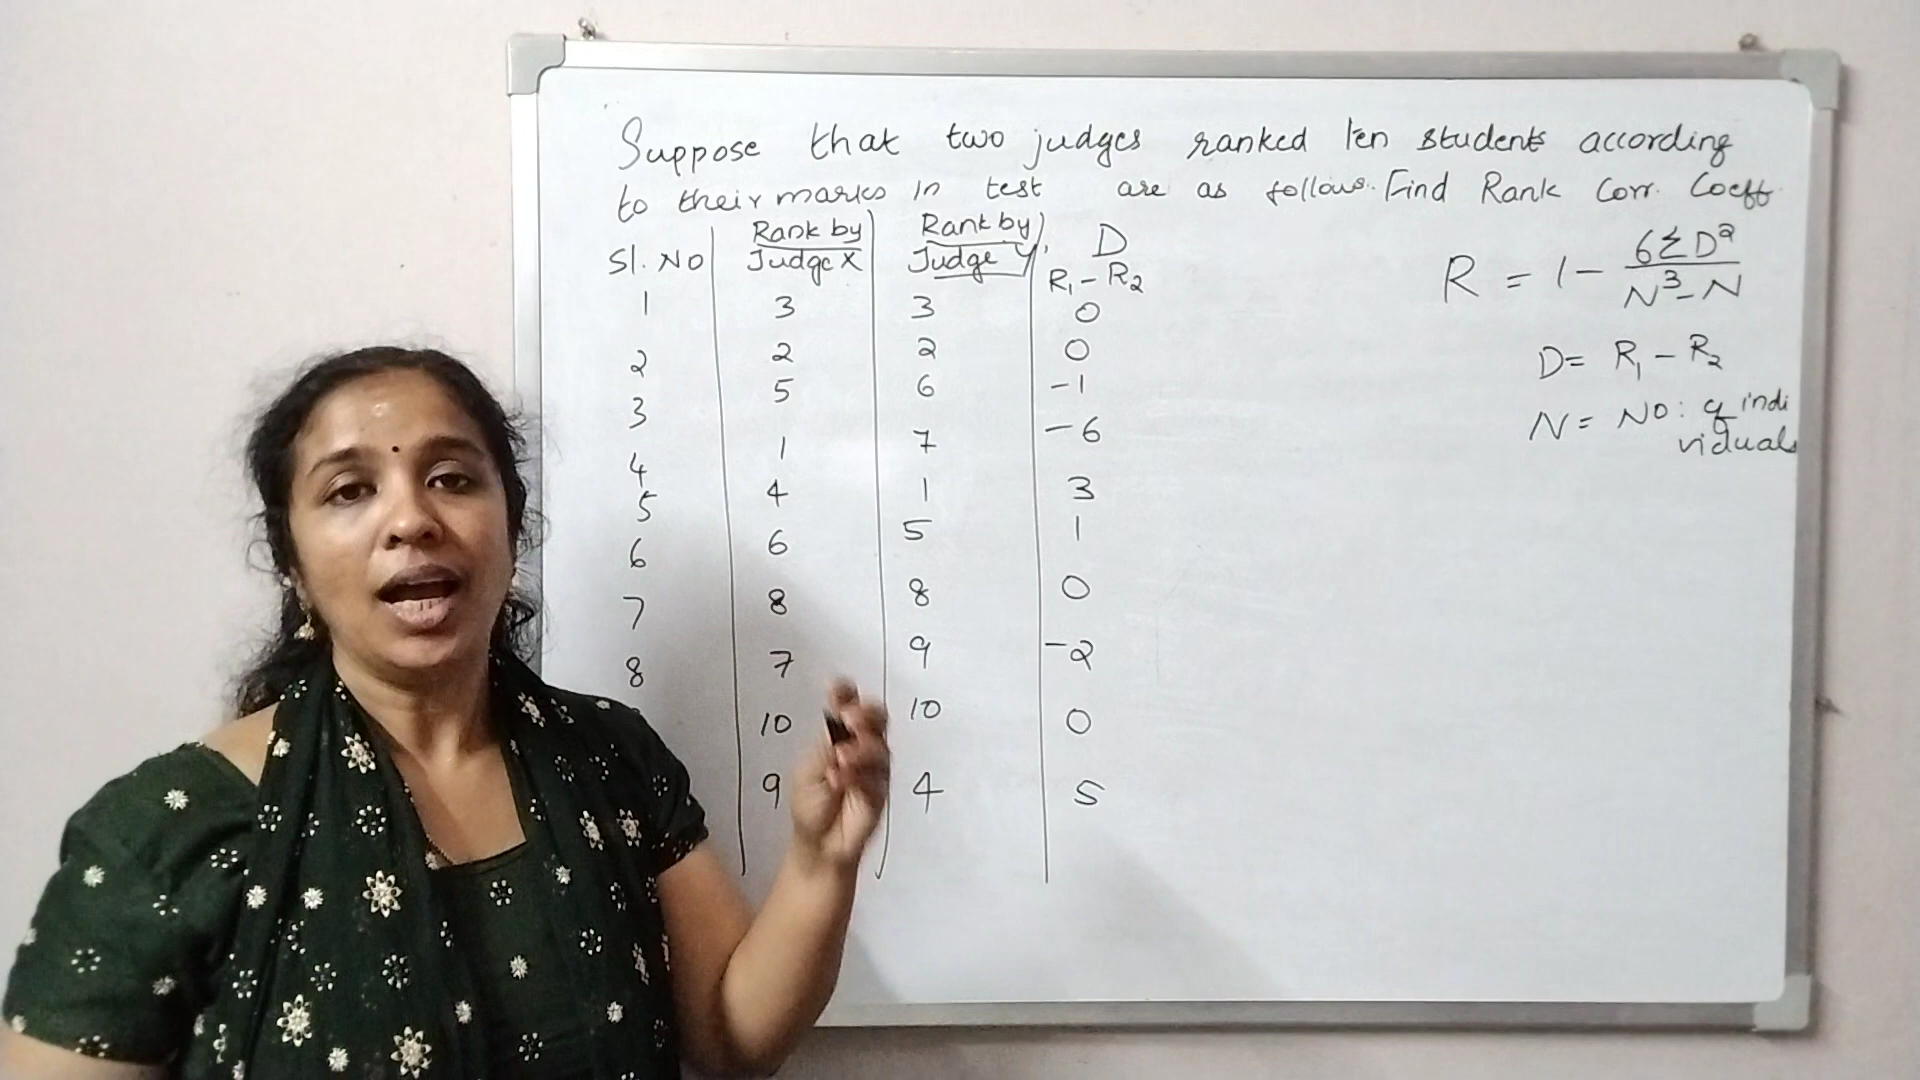 Suppose that two judges ranked ten students according
to their marks in test are as follows. Find Rank Corr. Coeff
Sl. No Rank by Judge X Rank by Judge Y D R₁ - R₂
1 3 3 0
2 2 2 0
3 5 6 -1
4 1 7 -6
5 4 1 3
6 6 5 1
7 8 8 0
8 7 9 -2
10 10 0
9 4 5
R = 1 - 6ΣD² / N³ - N
D = R₁ - R₂
N = No: of indi
viduals